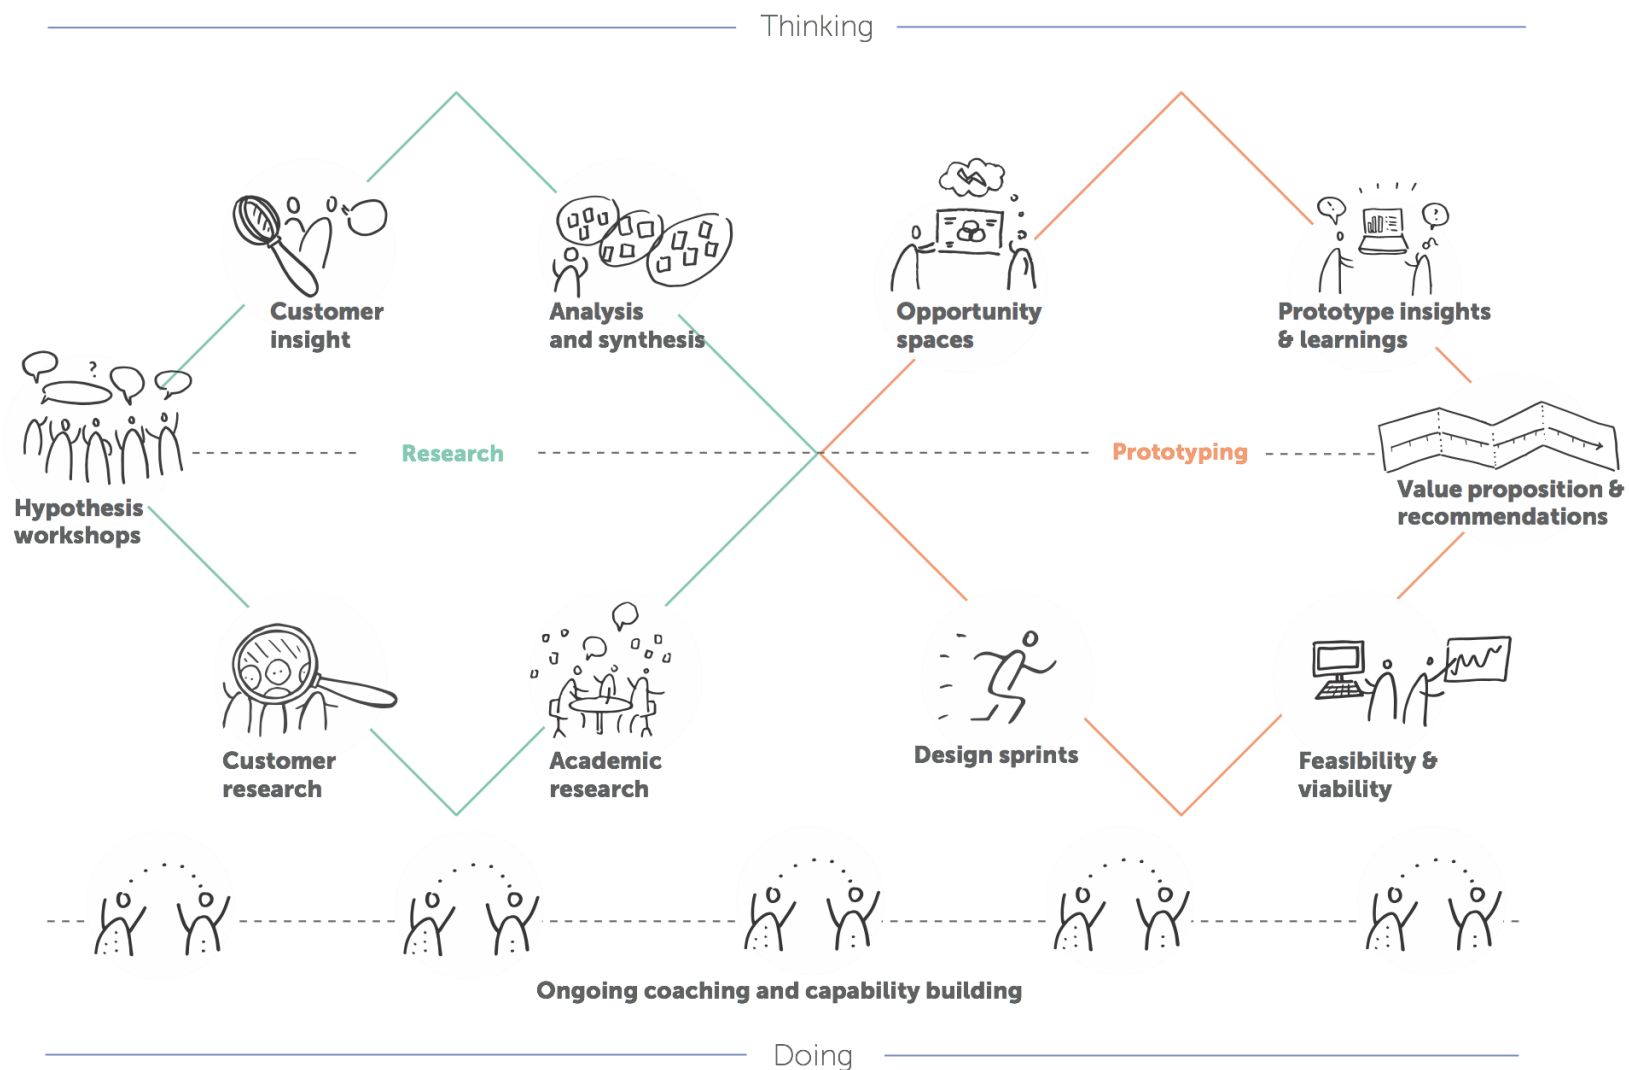 Thinking
Customer
insight
Analysis
and synthesis
Opportunity
spaces
Prototype insights
& learnings
?
?
Hypothesis
workshops
Research
Prototyping
Value proposition &
recommendations
Customer
research
Academic
research
Design sprints
Feasibility &
viability
Ongoing coaching and capability building
Doing